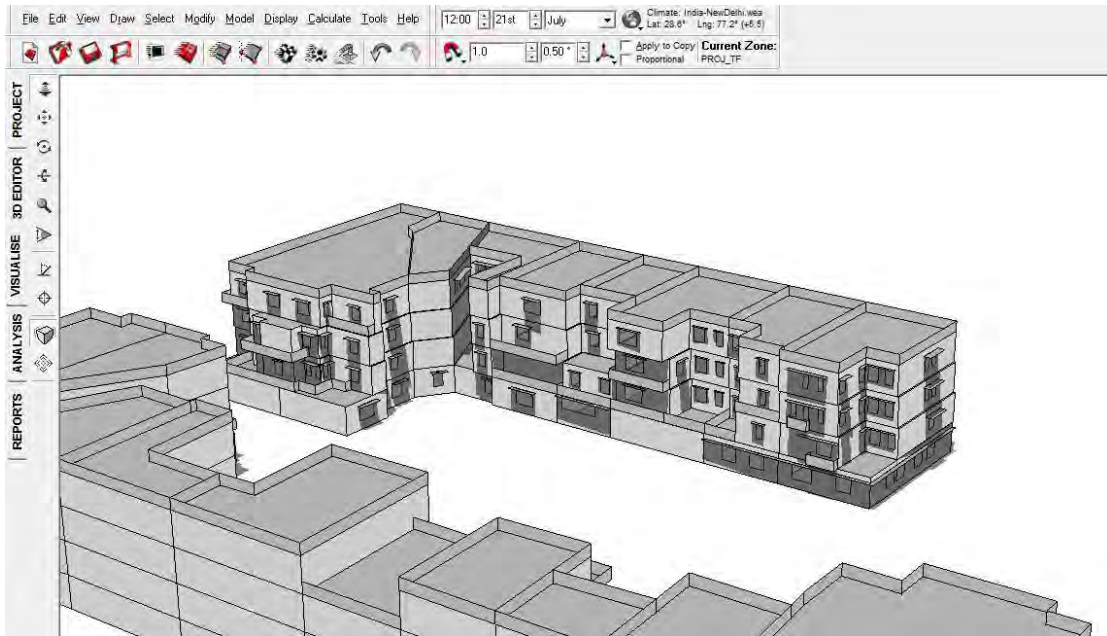 File Edit View Draw Select Modify Model Display Calculate Tools Help
12:00 21st July
Climate: India-NewDelhi.wea
Lat: 28.6° Lng: 77.2° (+5.5)
1.0 0.50 °
Apply to Copy
Proportional
Current Zone:
PROJ_TF
PROJECT
3D EDITOR
VISUALISE
ANALYSIS
REPORTS